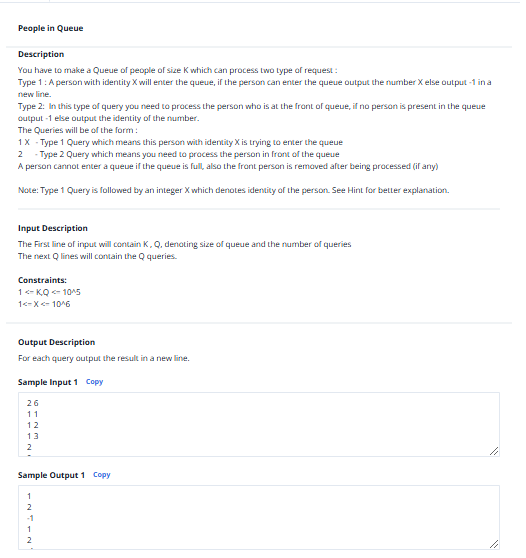 People in Queue
Description
You have to make a Queue of people of size K which can process two type of request :
Type 1 : A person with identity X will enter the queue, if the person can enter the queue output the number X else output -1 in a
new line.
Type 2: In this type of query you need to process the person who is at the front of queue, if no person is present in the queue
output -1 else output the identity of the number.
The Queries will be of the form :
1 X - Type 1 Query which means this person with identity X is trying to enter the queue
2 - Type 2 Query which means you need to process the person in front of the queue
A person cannot enter a queue if the queue is full, also the front person is removed after being processed (if any)
Note: Type 1 Query is followed by an integer X which denotes identity of the person. See Hint for better explanation.
Input Description
The First line of input will contain K , Q, denoting size of queue and the number of queries
The next Q lines will contain the Q queries.
Constraints:
1 <= K,Q <= 10^5
1<= X <= 10^6
Output Description
For each query output the result in a new line.
Sample Input 1 Copy
2 6
1 1
1 2
1 3
2
Sample Output 1 Copy
1
2
-1
1
2